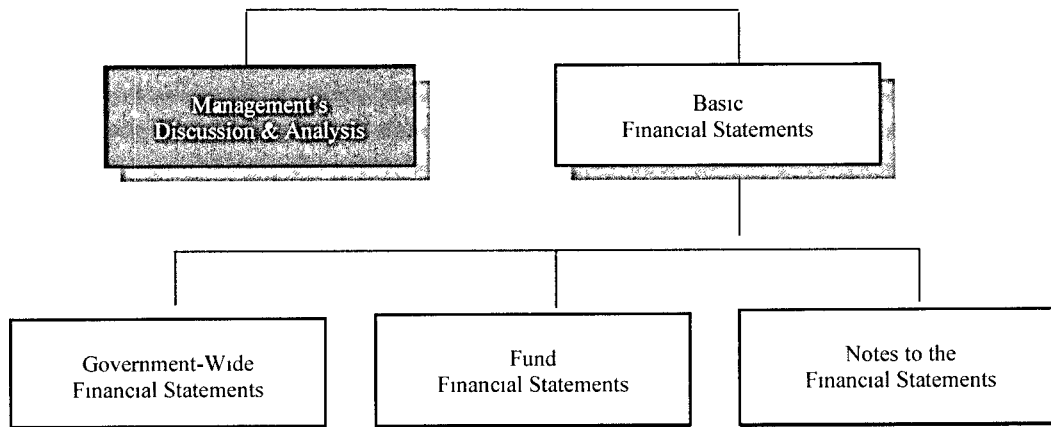 Management's
Discussion & Analysis
Basic
Financial Statements
Government-Wide
Financial Statements
Fund
Financial Statements
Notes to the
Financial Statements